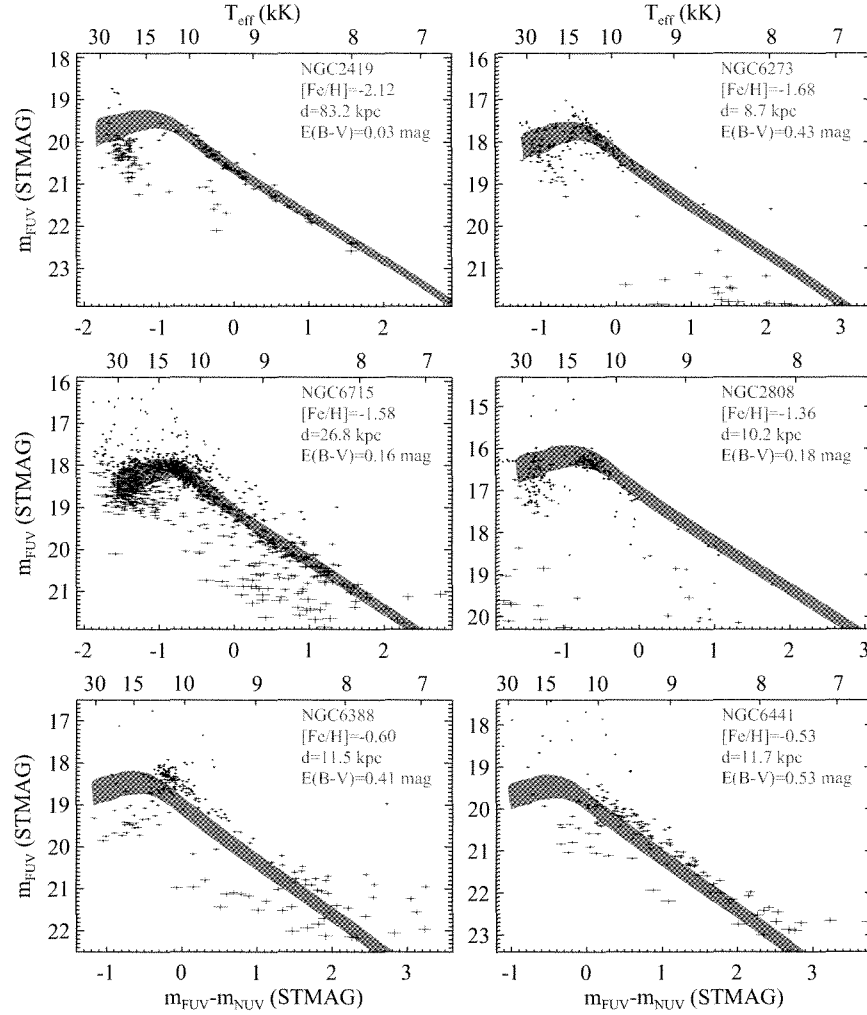 T_eff (kK)
T_eff (kK)
30 15 10 9 8 7
30 15 10 9 8 7
NGC2419
[Fe/H]=-2.12
d=83.2 kpc
E(B-V)=0.03 mag
18
19
20
21
22
23
m_FUV (STMAG)
-2 -1 0 1 2
NGC6273
[Fe/H]=-1.68
d= 8.7 kpc
E(B-V)=0.43 mag
16
17
18
19
20
21
m_FUV (STMAG)
-1 0 1 2 3
30 15 10 9 8 7
30 15 10 9 8
NGC6715
[Fe/H]=-1.58
d=26.8 kpc
E(B-V)=0.16 mag
16
17
18
19
20
21
m_FUV (STMAG)
-2 -1 0 1 2
NGC2808
[Fe/H]=-1.36
d=10.2 kpc
E(B-V)=0.18 mag
15
16
17
18
19
20
m_FUV (STMAG)
-1 0 1 2 3
30 15 10 9 8 7
30 15 10 9 8 7
NGC6388
[Fe/H]=-0.60
d=11.5 kpc
E(B-V)=0.41 mag
17
18
19
20
21
22
m_FUV (STMAG)
-1 0 1 2 3
m_FUV-m_NUV (STMAG)
NGC6441
[Fe/H]=-0.53
d=11.7 kpc
E(B-V)=0.53 mag
18
19
20
21
22
23
m_FUV (STMAG)
-1 0 1 2 3
m_FUV-m_NUV (STMAG)